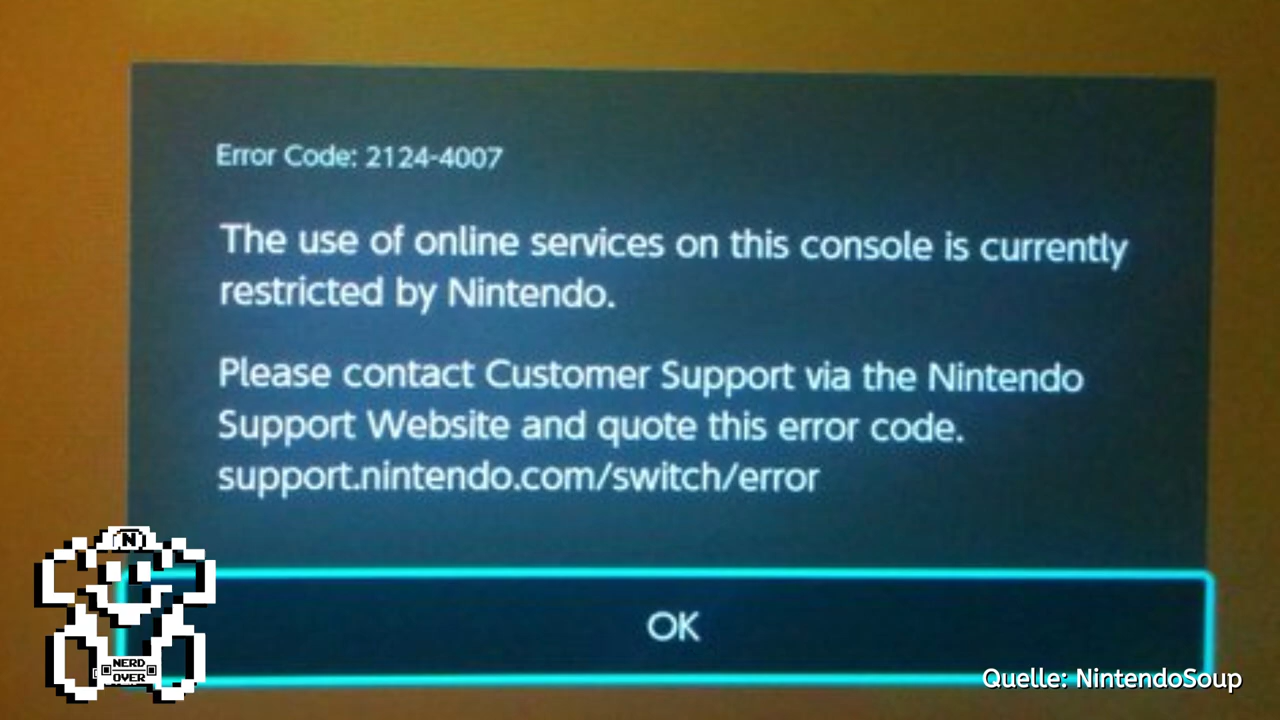 Error Code: 2124-4007
The use of online services on this console is currently
restricted by Nintendo.
Please contact Customer Support via the Nintendo
Support Website and quote this error code.
support.nintendo.com/switch/error
OK
N
NERD
OVER
Quelle: NintendoSoup